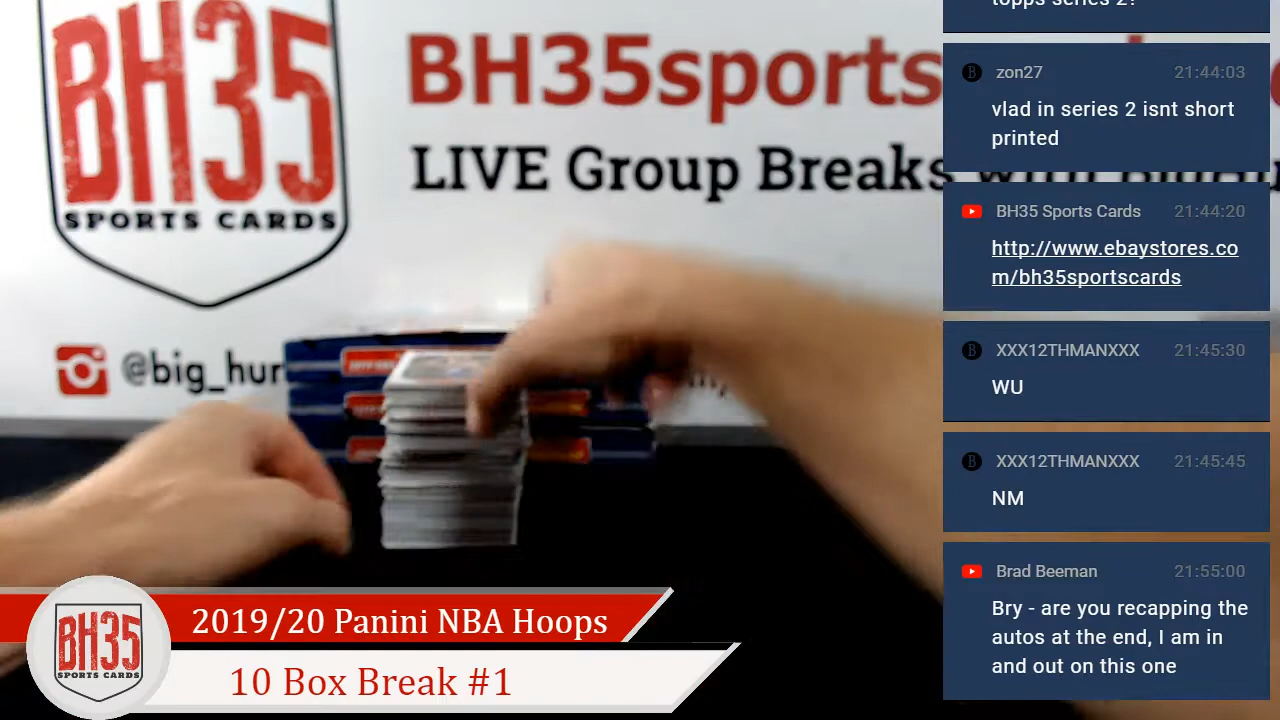 BH35
SPORTS CARDS
BH35sports
LIVE Group Breaks with
@big_hur
2019/20 Panini NBA Hoops
10 Box Break #1
BH35
SPORTS CARDS
topps series 2?
zon27 21:44:03
vlad in series 2 isnt short
printed
BH35 Sports Cards 21:44:20
http://www.ebaystores.co
m/bh35sportscards
XXX12THMANXXX 21:45:30
WU
XXX12THMANXXX 21:45:45
NM
Brad Beeman 21:55:00
Bry - are you recapping the
autos at the end, I am in
and out on this one